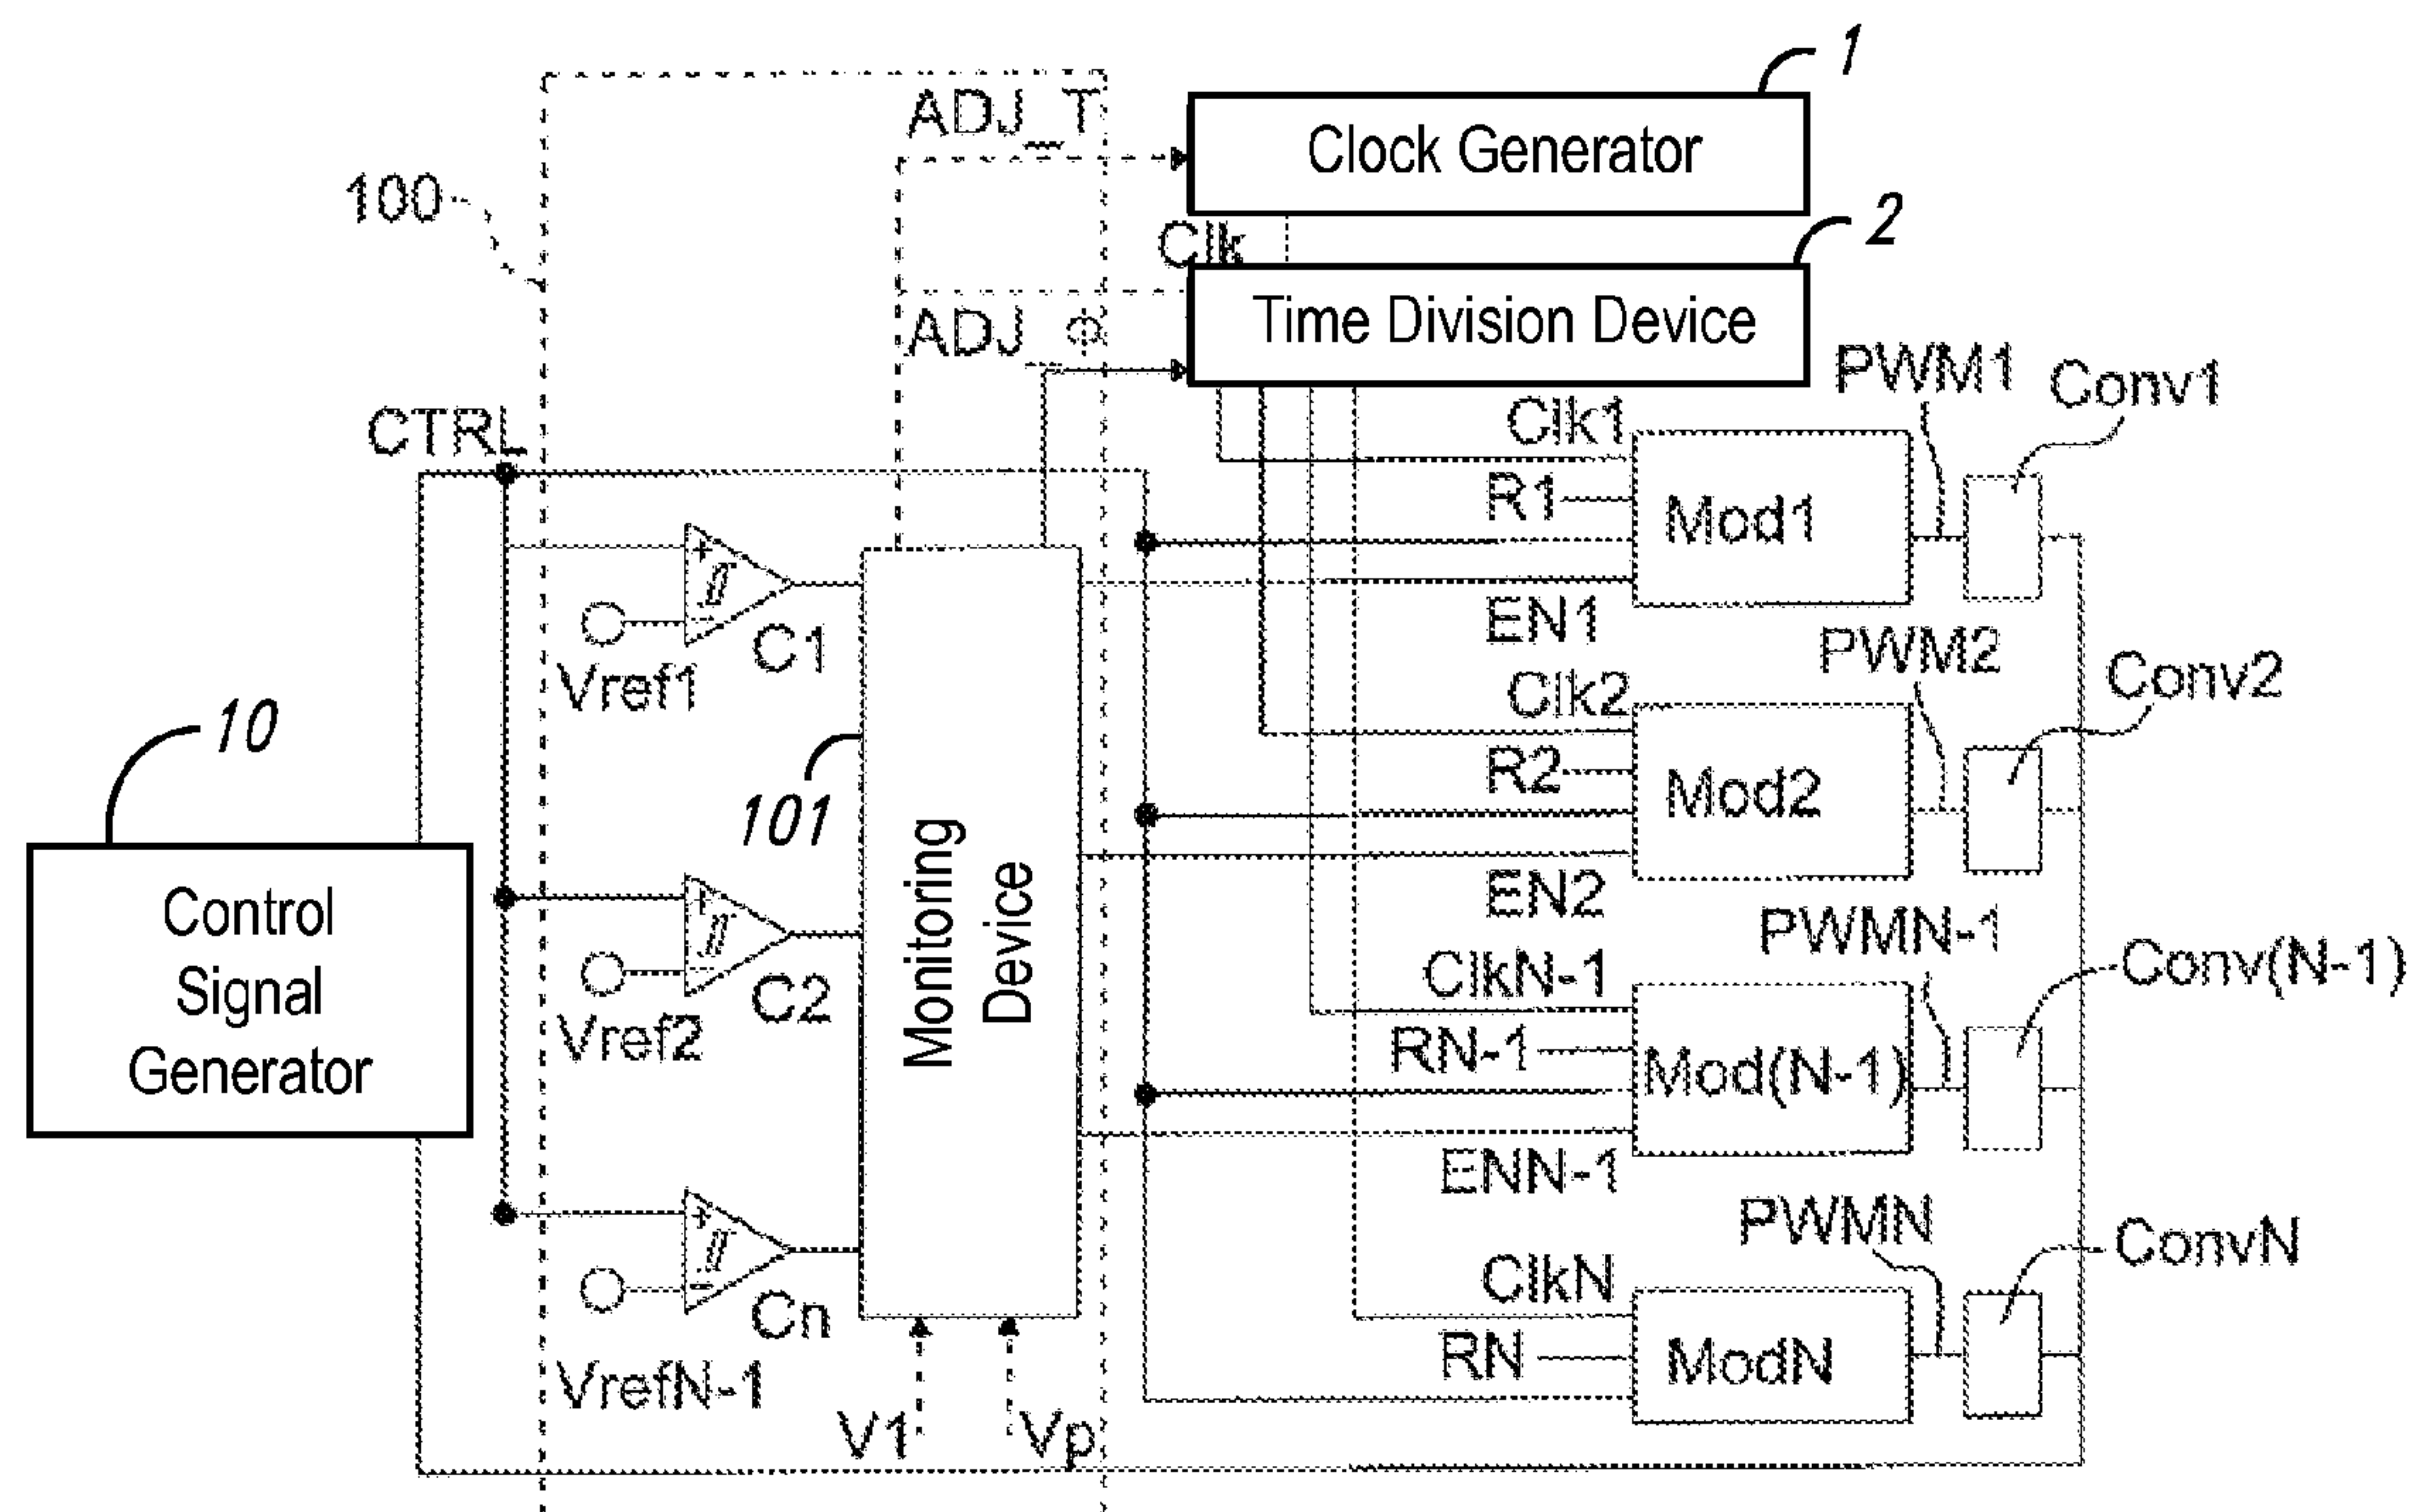 1
ADJ_T
Clock Generator
100
2
Clk
ADJ_Φ
Time Division Device
PWM1
Conv1
CTRL
Clk1
R1
Mod1
+
-
C1
Vref1
EN1
PWM2
Conv2
Clk2
10
R2
Mod2
101
Monitoring
Device
EN2
Control
Signal
Generator
+
-
C2
Vref2
PWMN-1
Conv(N-1)
ClkN-1
RN-1
Mod(N-1)
ENN-1
PWMN
ConvN
+
-
Cn
VrefN-1
ClkN
RN
ModN
V1
Vp